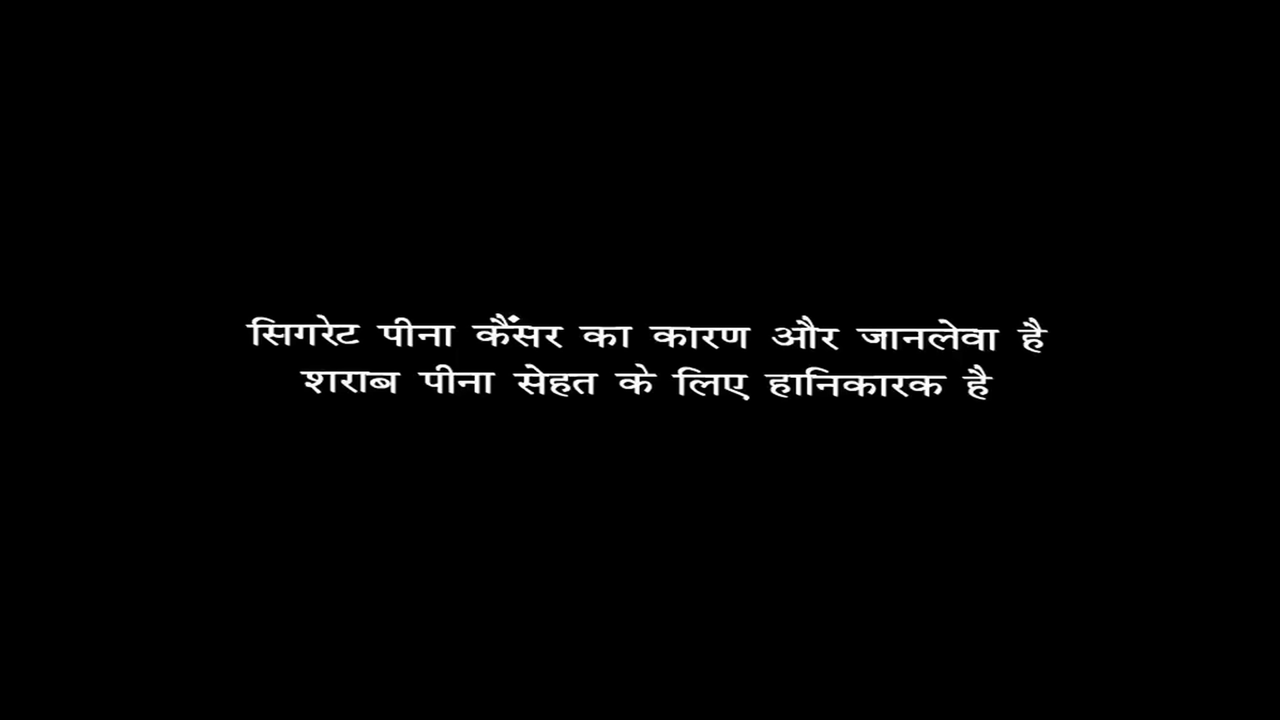 सिगरेट पीना कैंसर का कारण और जानलेवा है
शराब पीना सेहत के लिए हानिकारक है